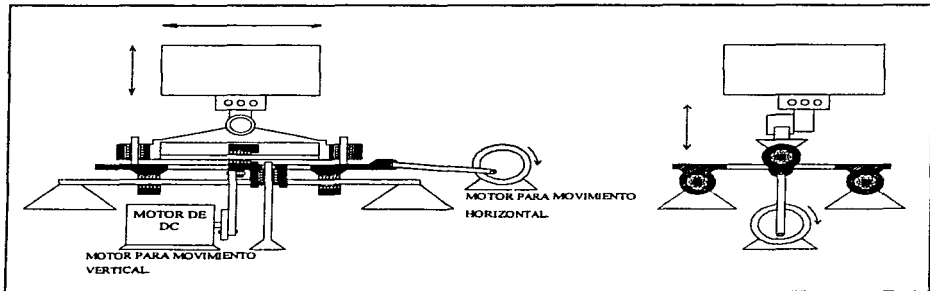 MOTOR PARA MOVIMIENTO
HORIZONTAL.
MOTOR DE
DC
MOTOR PARA MOVIMIENTO
VERTICAL.